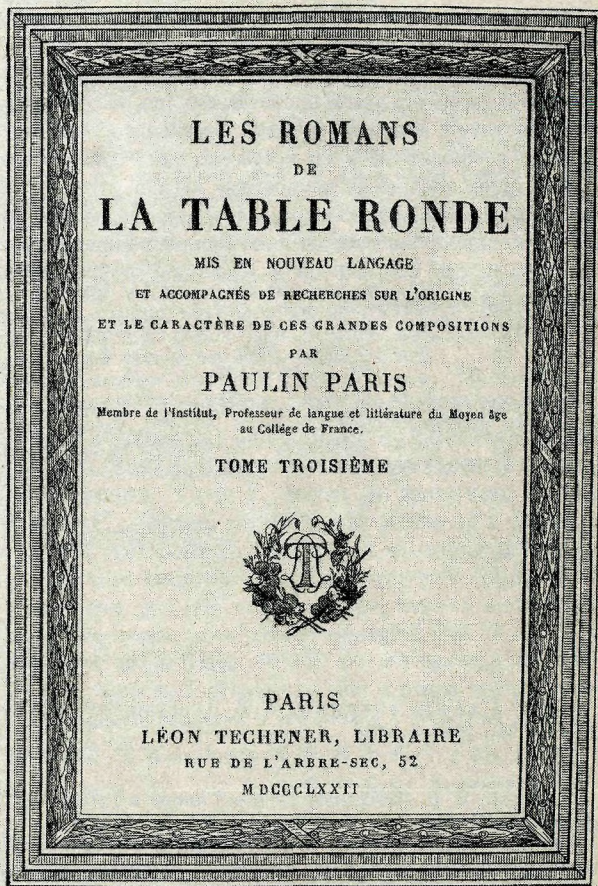 LES ROMANS
DE
LA TABLE RONDE
MIS EN NOUVEAU LANGAGE
ET ACCOMPAGNÉS DE RECHERCHES SUR L'ORIGINE
ET LE CARACTÈRE DE CES GRANDES COMPOSITIONS
PAR
PAULIN PARIS
Membre de l'Institut, Professeur de langue et littérature du Moyen âge
au Collége de France.
TOME TROISIÈME
PARIS
LÉON TECHENER, LIBRAIRE
RUE DE L'ARBRE-SEC, 52
MDCCCLXXII